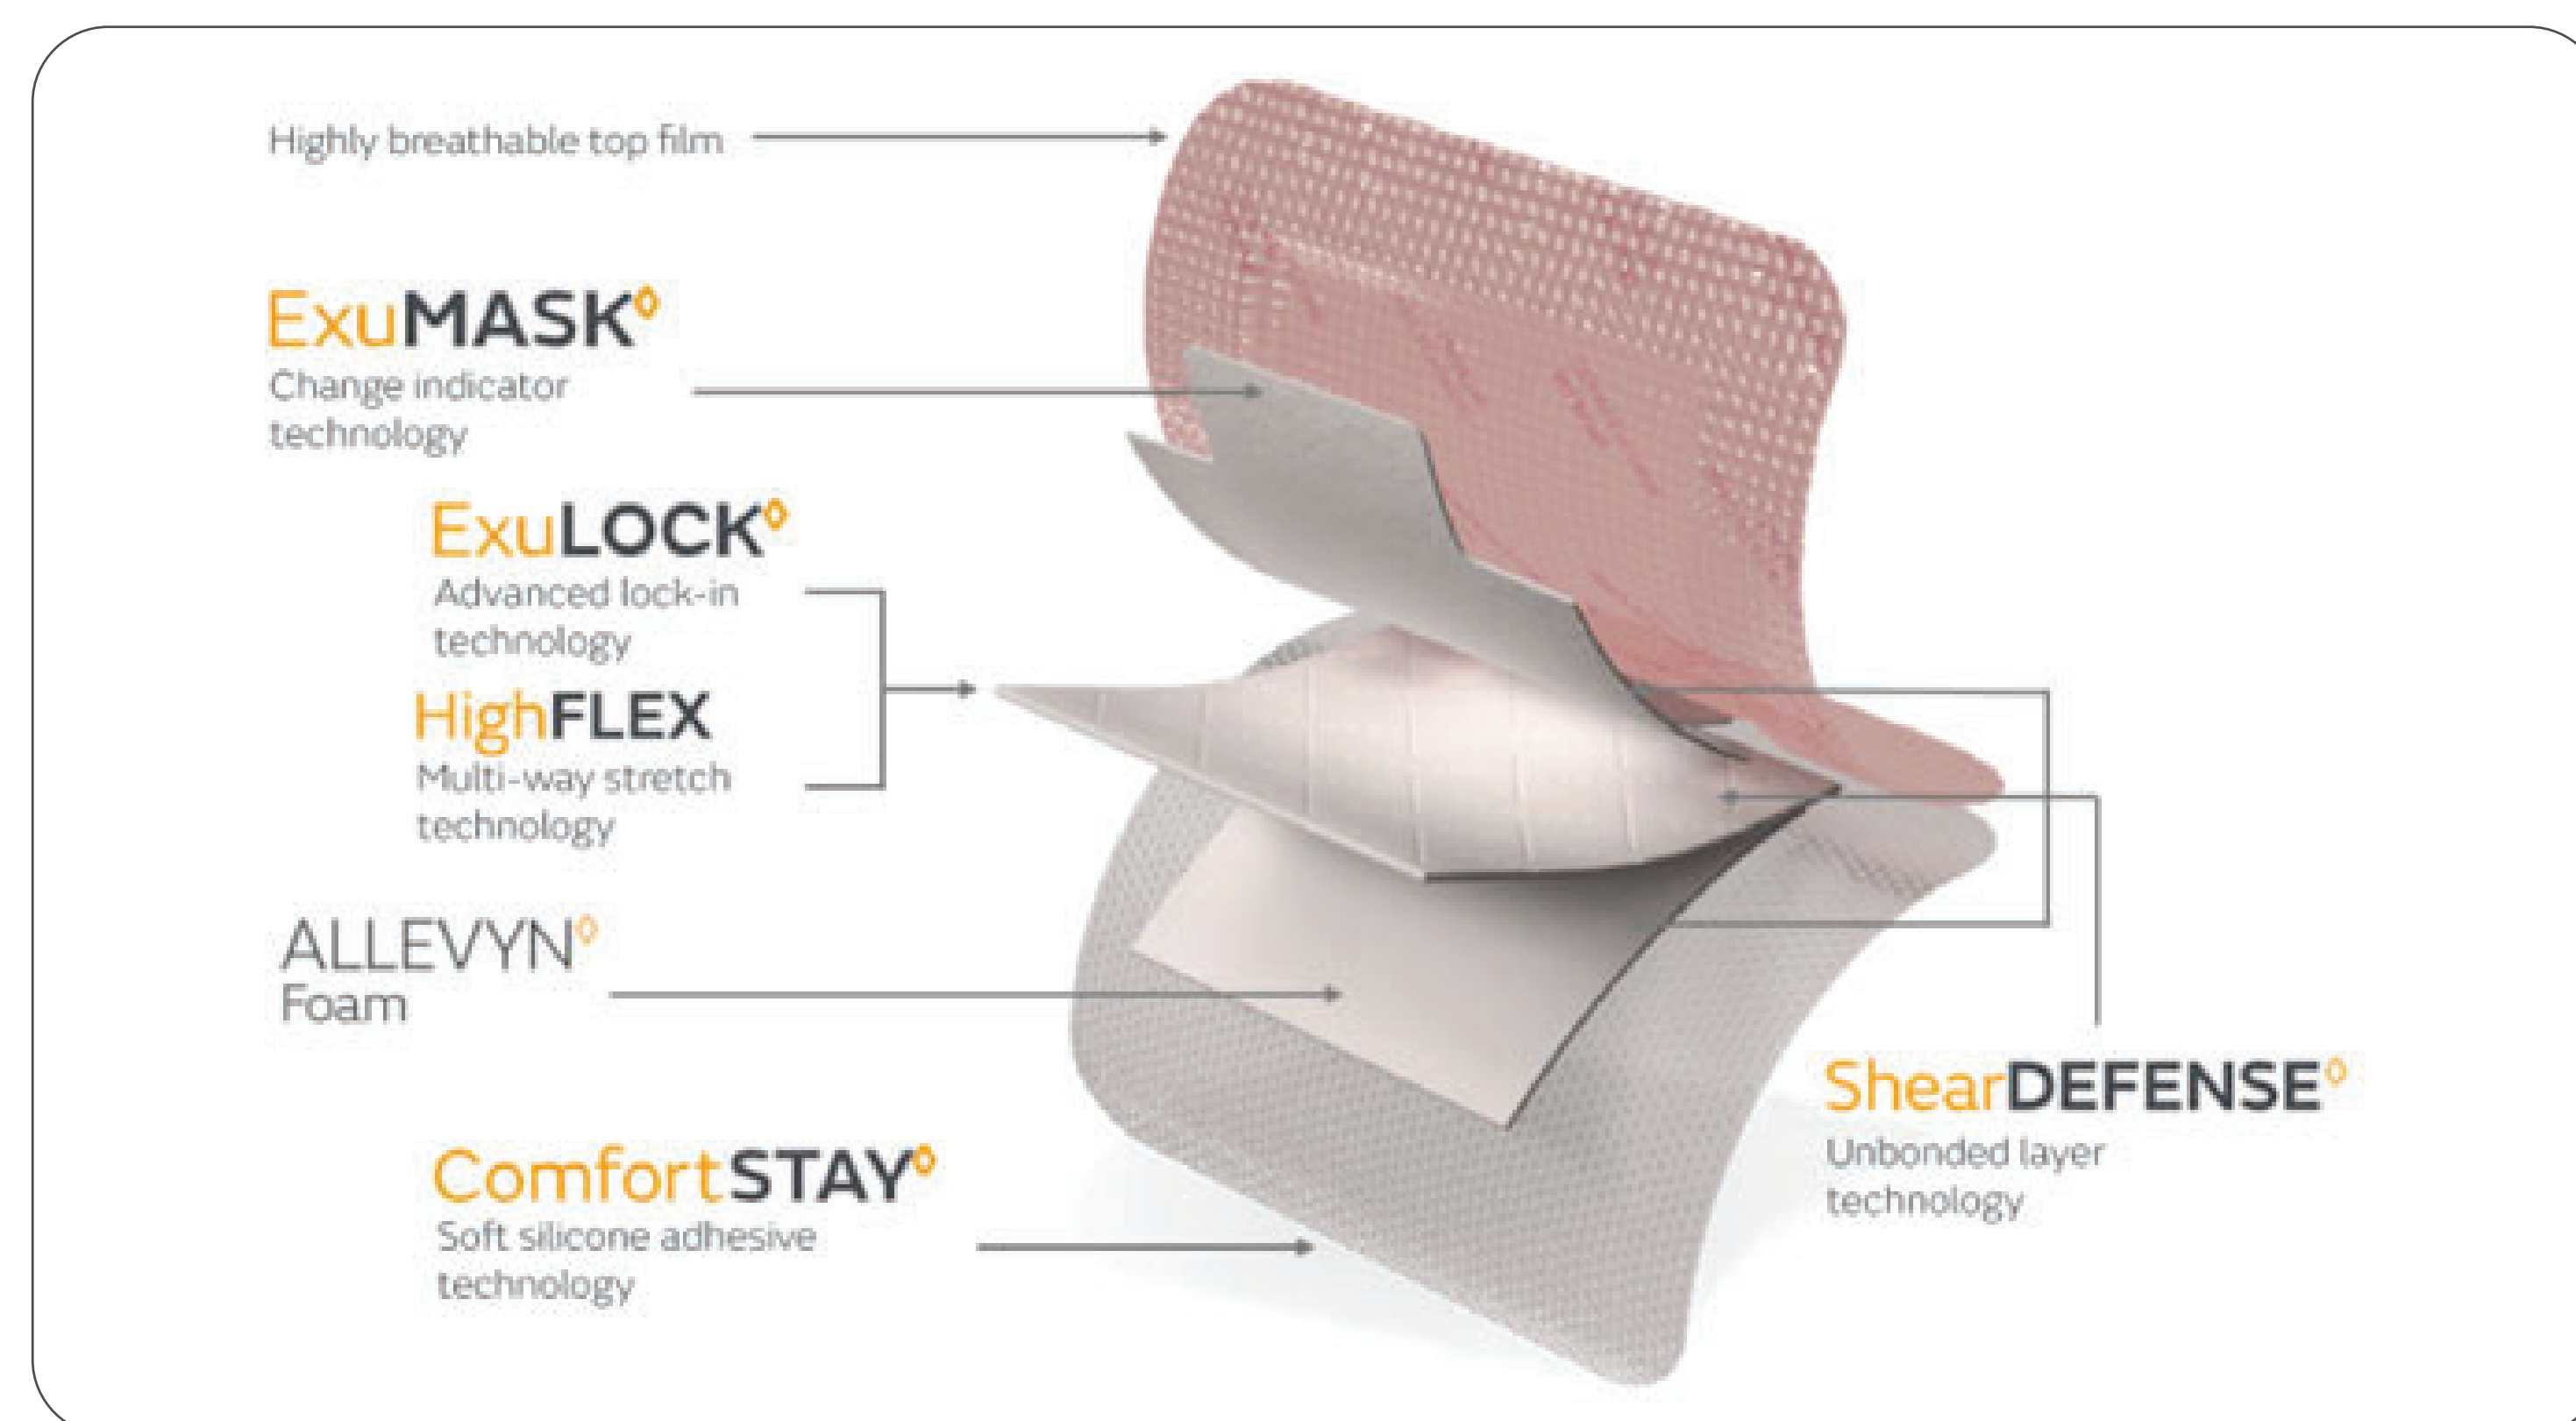 Highly breathable top film
ExuMASK◊
Change indicator
technology
ExuLOCK◊
Advanced lock-in
technology
HighFLEX
Multi-way stretch
technology
ALLEVYN◊
Foam
ComfortSTAY◊
Soft silicone adhesive
technology
ShearDEFENSE◊
Unbonded layer
technology